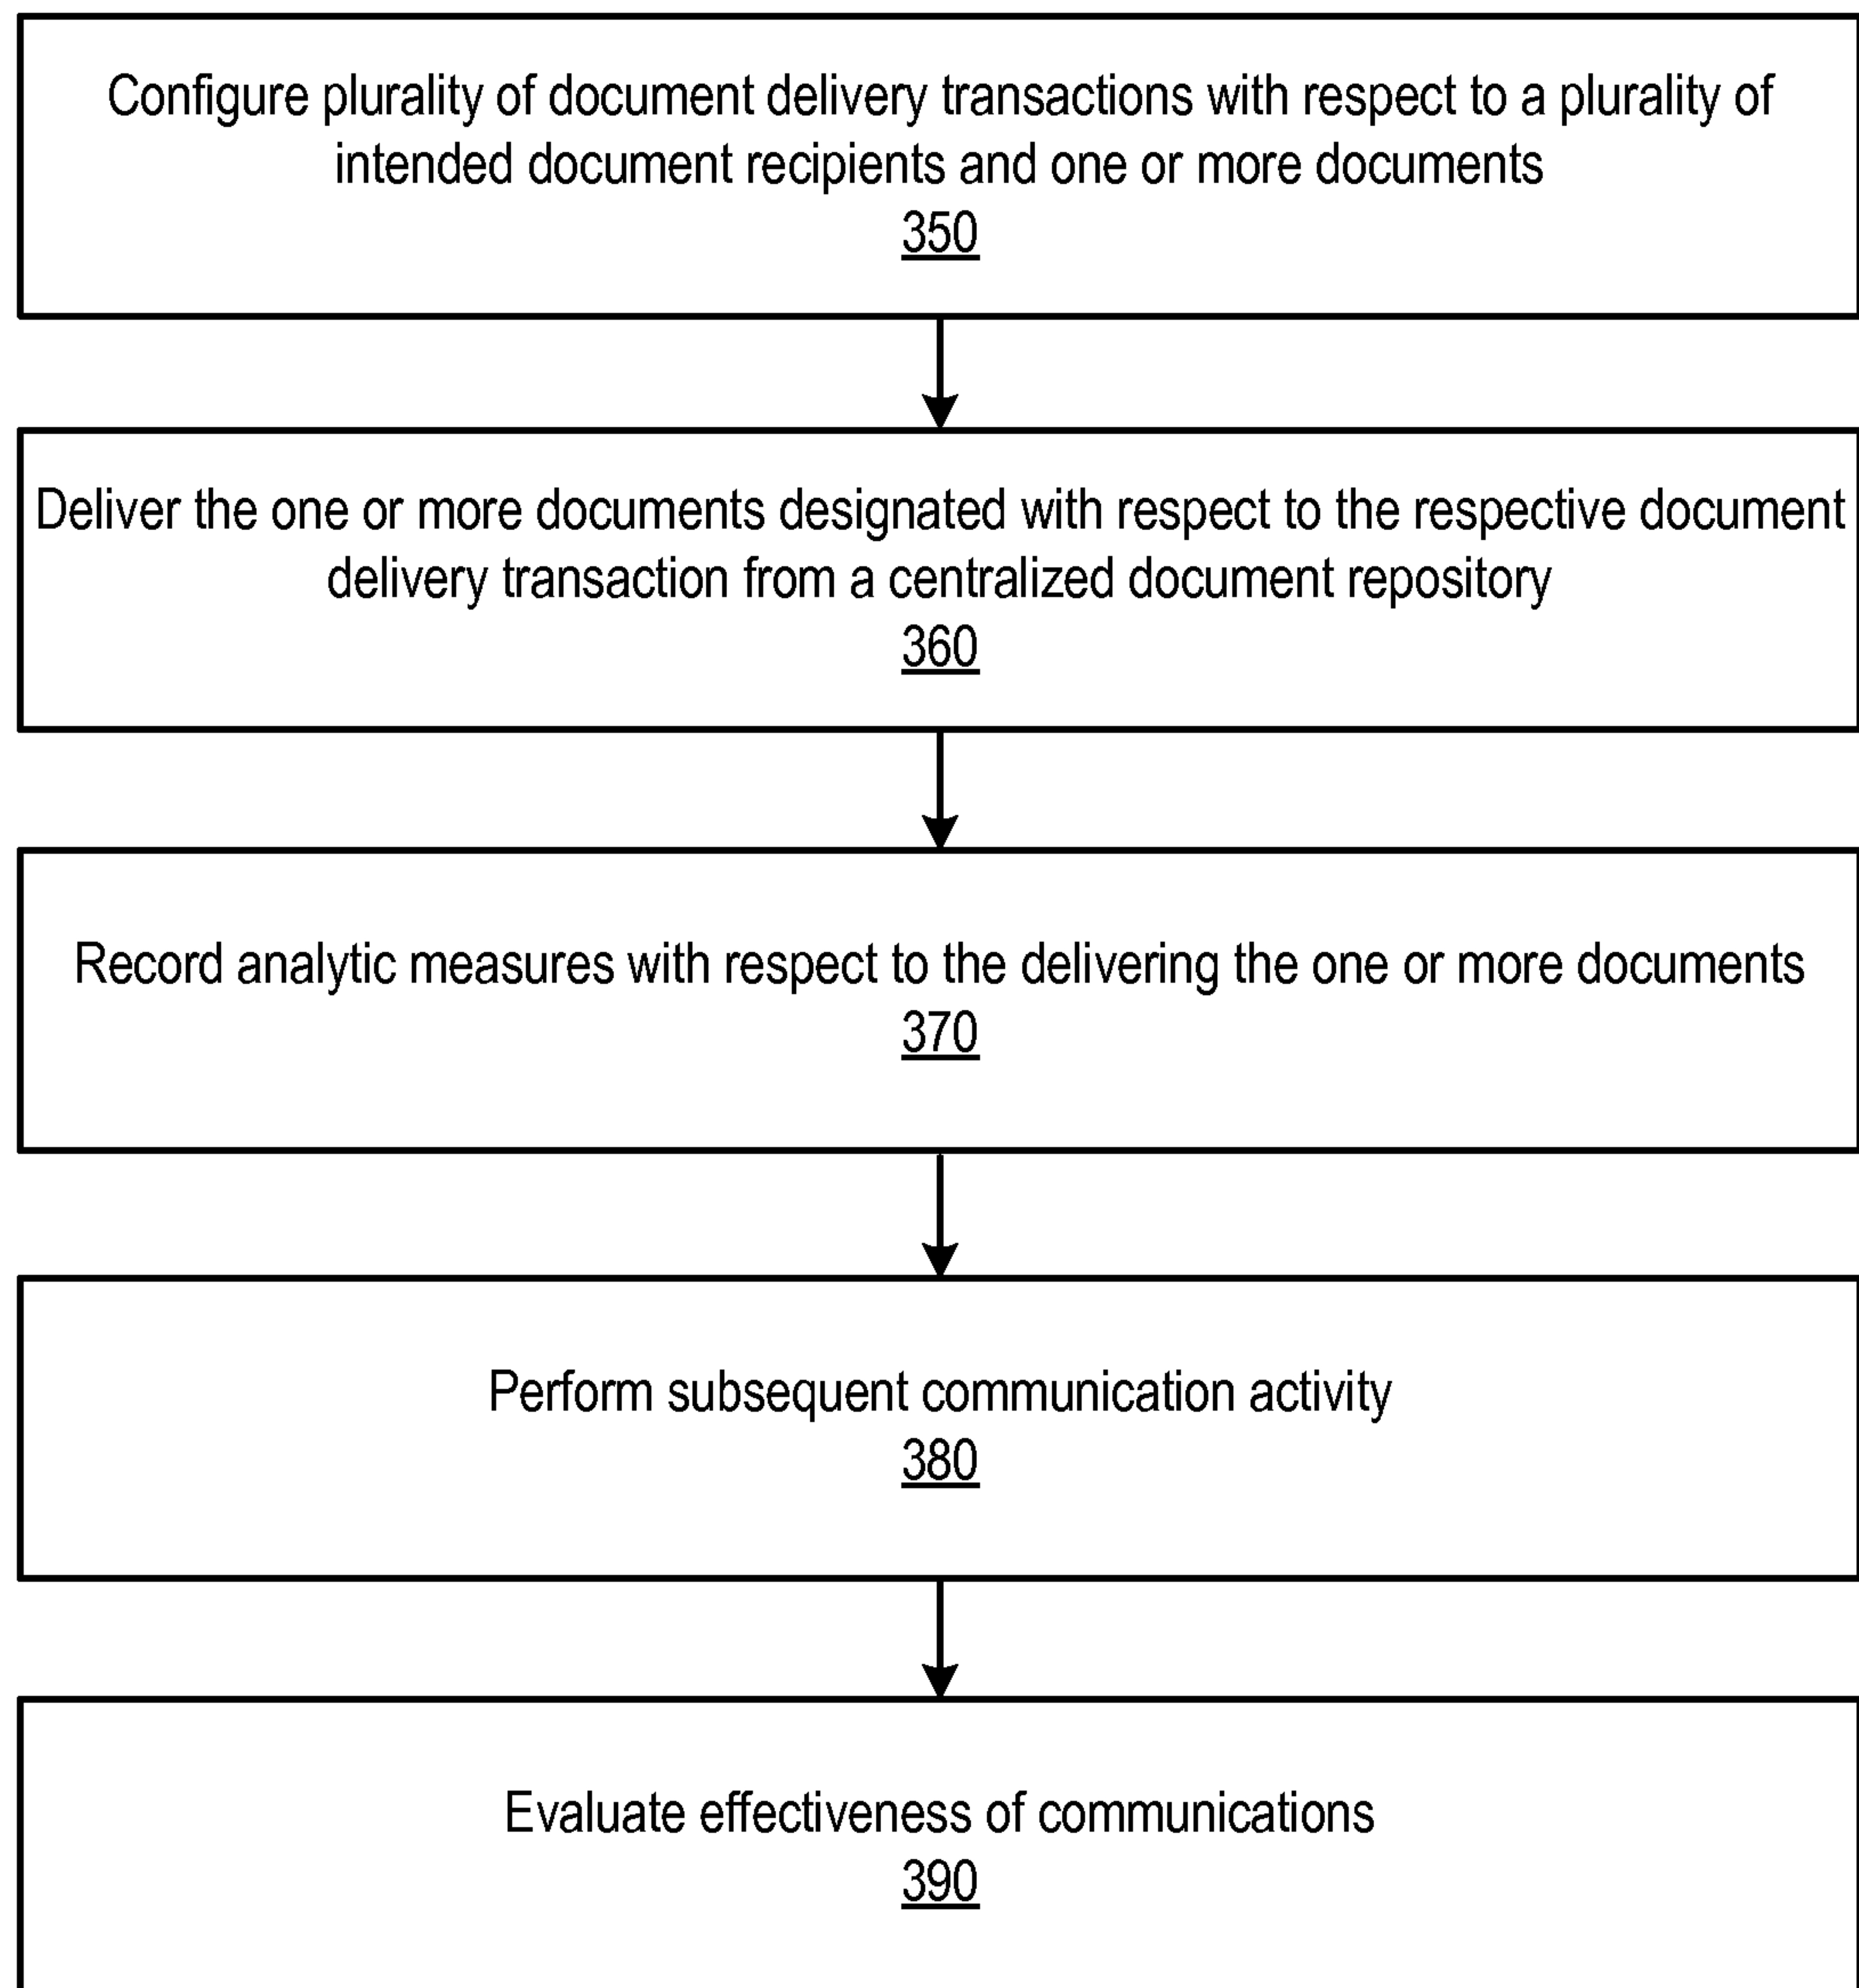 Configure plurality of document delivery transactions with respect to a plurality of
intended document recipients and one or more documents
350
Deliver the one or more documents designated with respect to the respective document
delivery transaction from a centralized document repository
360
Record analytic measures with respect to the delivering the one or more documents
370
Perform subsequent communication activity
380
Evaluate effectiveness of communications
390